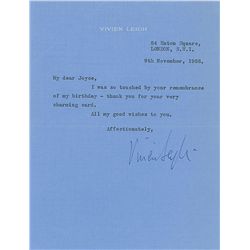 VIVIEN LEIGH
54 Eaton Square,
LONDON, S.W.1.
9th November, 1958.
My dear Joyce,
I was so touched by your remembrance
of my birthday - thank you for your very
charming card.
All my good wishes to you,
Affectionately,
Vivien Leigh